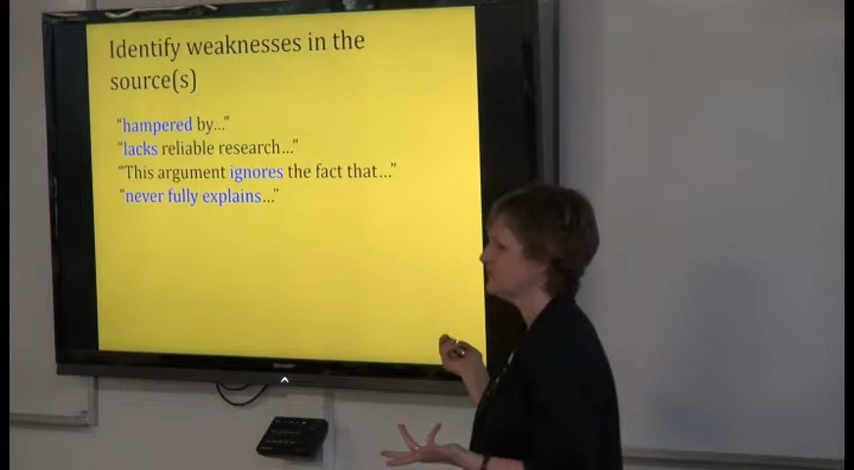 Identify weaknesses in the
source(s)
“hampered by…”
“lacks reliable research…”
“This argument ignores the fact that…”
“never fully explains…”
SHARP